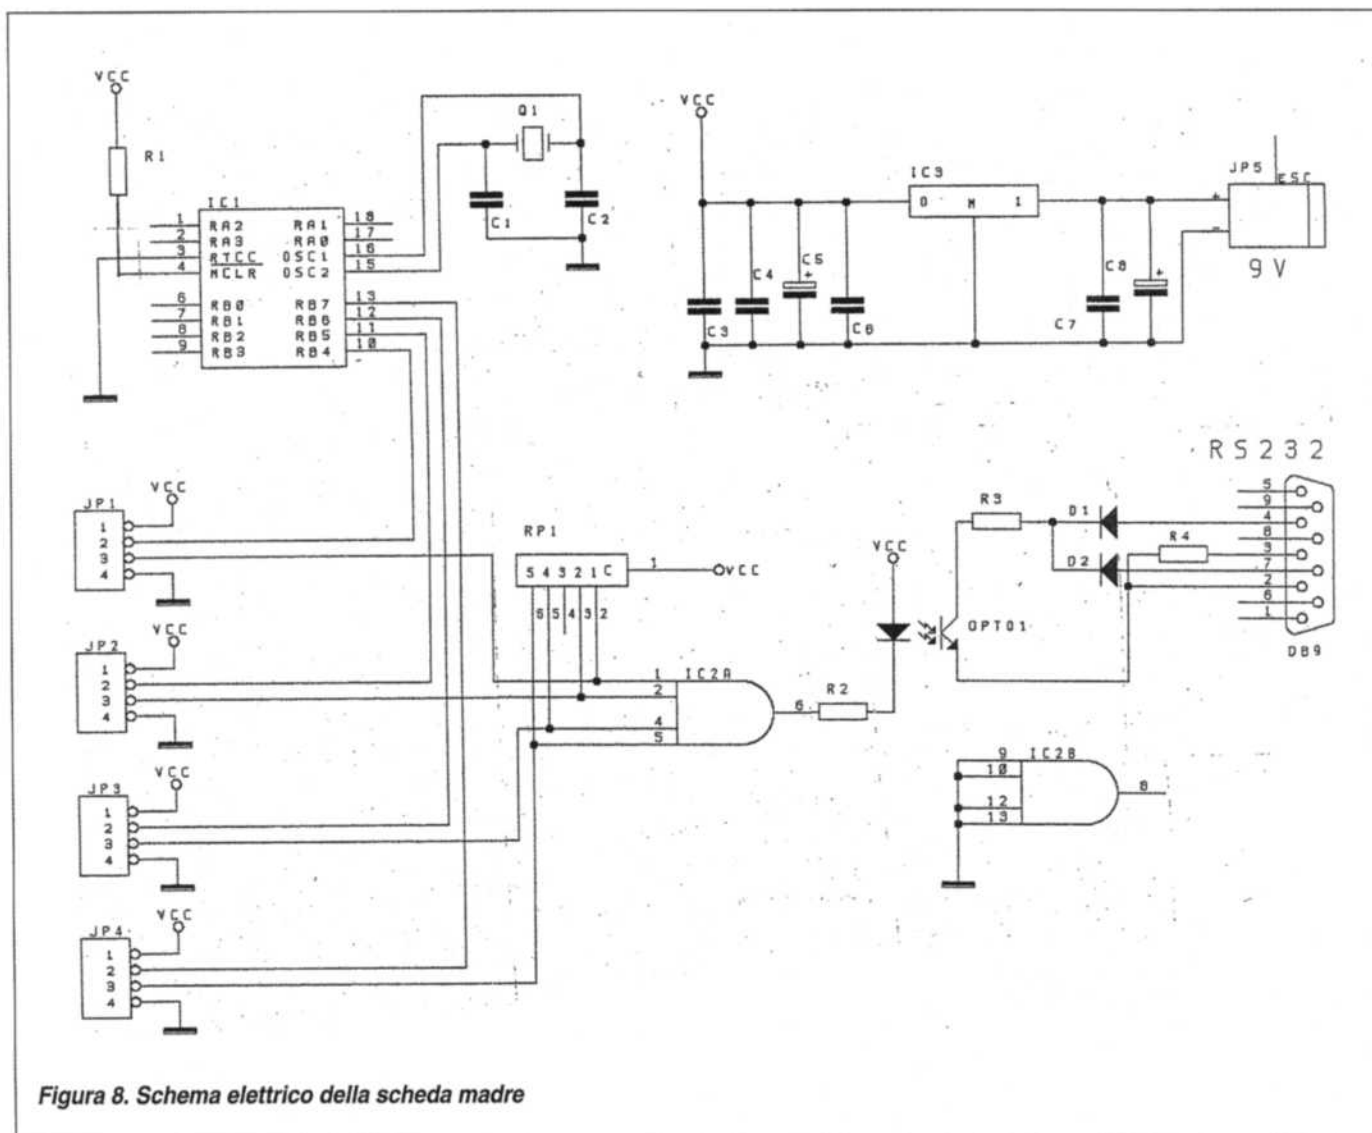 VCC
R1
IC1
1 RA2 RA1 18
2 RA3 RA0 17
3 RTCC OSC1 16
4 MCLR OSC2 15
6 RB0 RB7 13
7 RB1 RB6 12
8 RB2 RB5 11
9 RB3 RB4 10
Q1
C1
C2
VCC
IC3
O M I
JP5
ESC
+
-
9V
C3
C4
C5
+
C6
C7
C8
+
JP1
VCC
1
2
3
4
JP2
VCC
1
2
3
4
JP3
VCC
1
2
3
4
JP4
VCC
1
2
3
4
RP1
5 4 3 2 1 C
1
VCC
6 5 4 3 2
IC2A
1
2
4
5
6
R2
VCC
OPTO1
R3
D1
D2
R4
RS232
5
9
4
8
3
7
2
6
1
DB9
IC2B
9
10
12
13
8
Figura 8. Schema elettrico della scheda madre